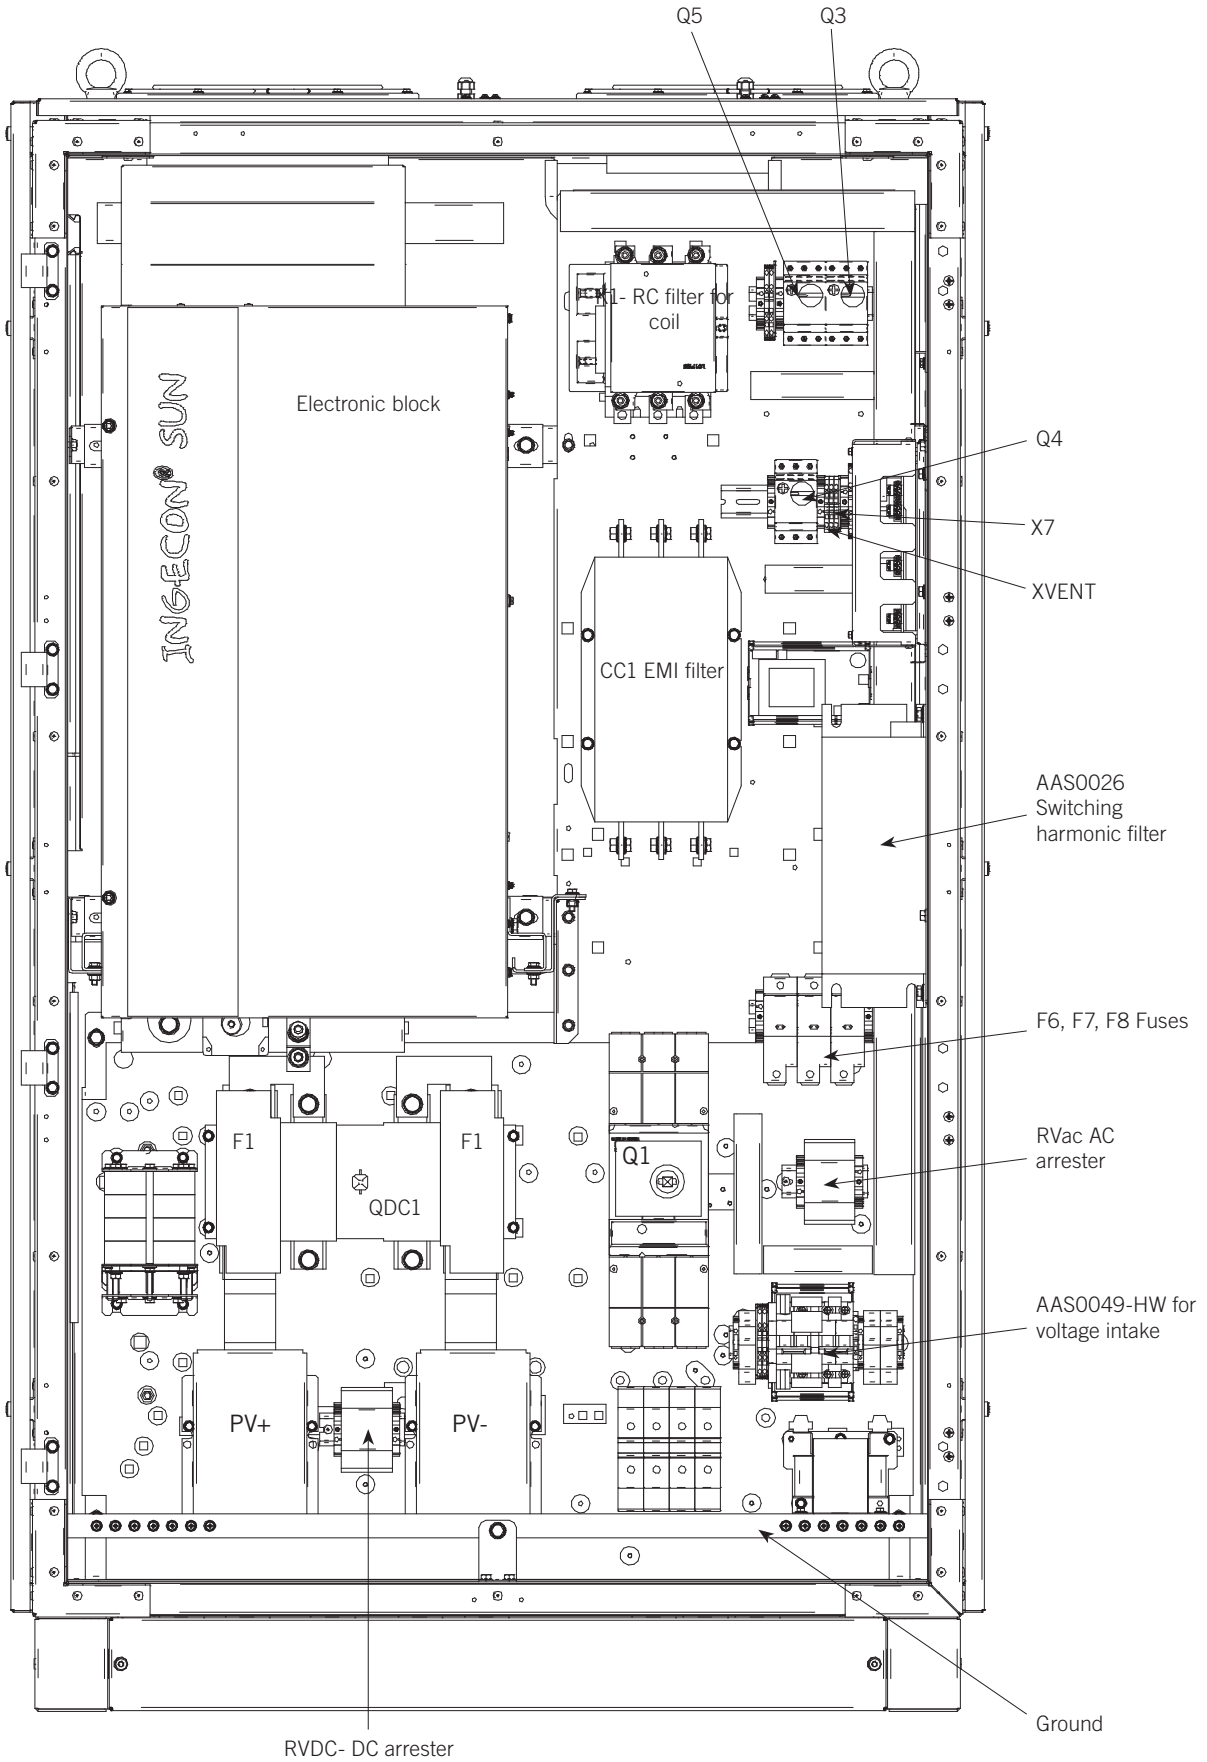 Q5
Q3
K1- RC filter for
coil
Electronic block
INGECON® SUN
Q4
X7
XVENT
CC1 EMI filter
AAS0026
Switching
harmonic filter
F6, F7, F8 Fuses
F1
F1
Q1
RVac AC
arrester
QDC1
AAS0049-HW for
voltage intake
PV+
PV-
Ground
RVDC- DC arrester